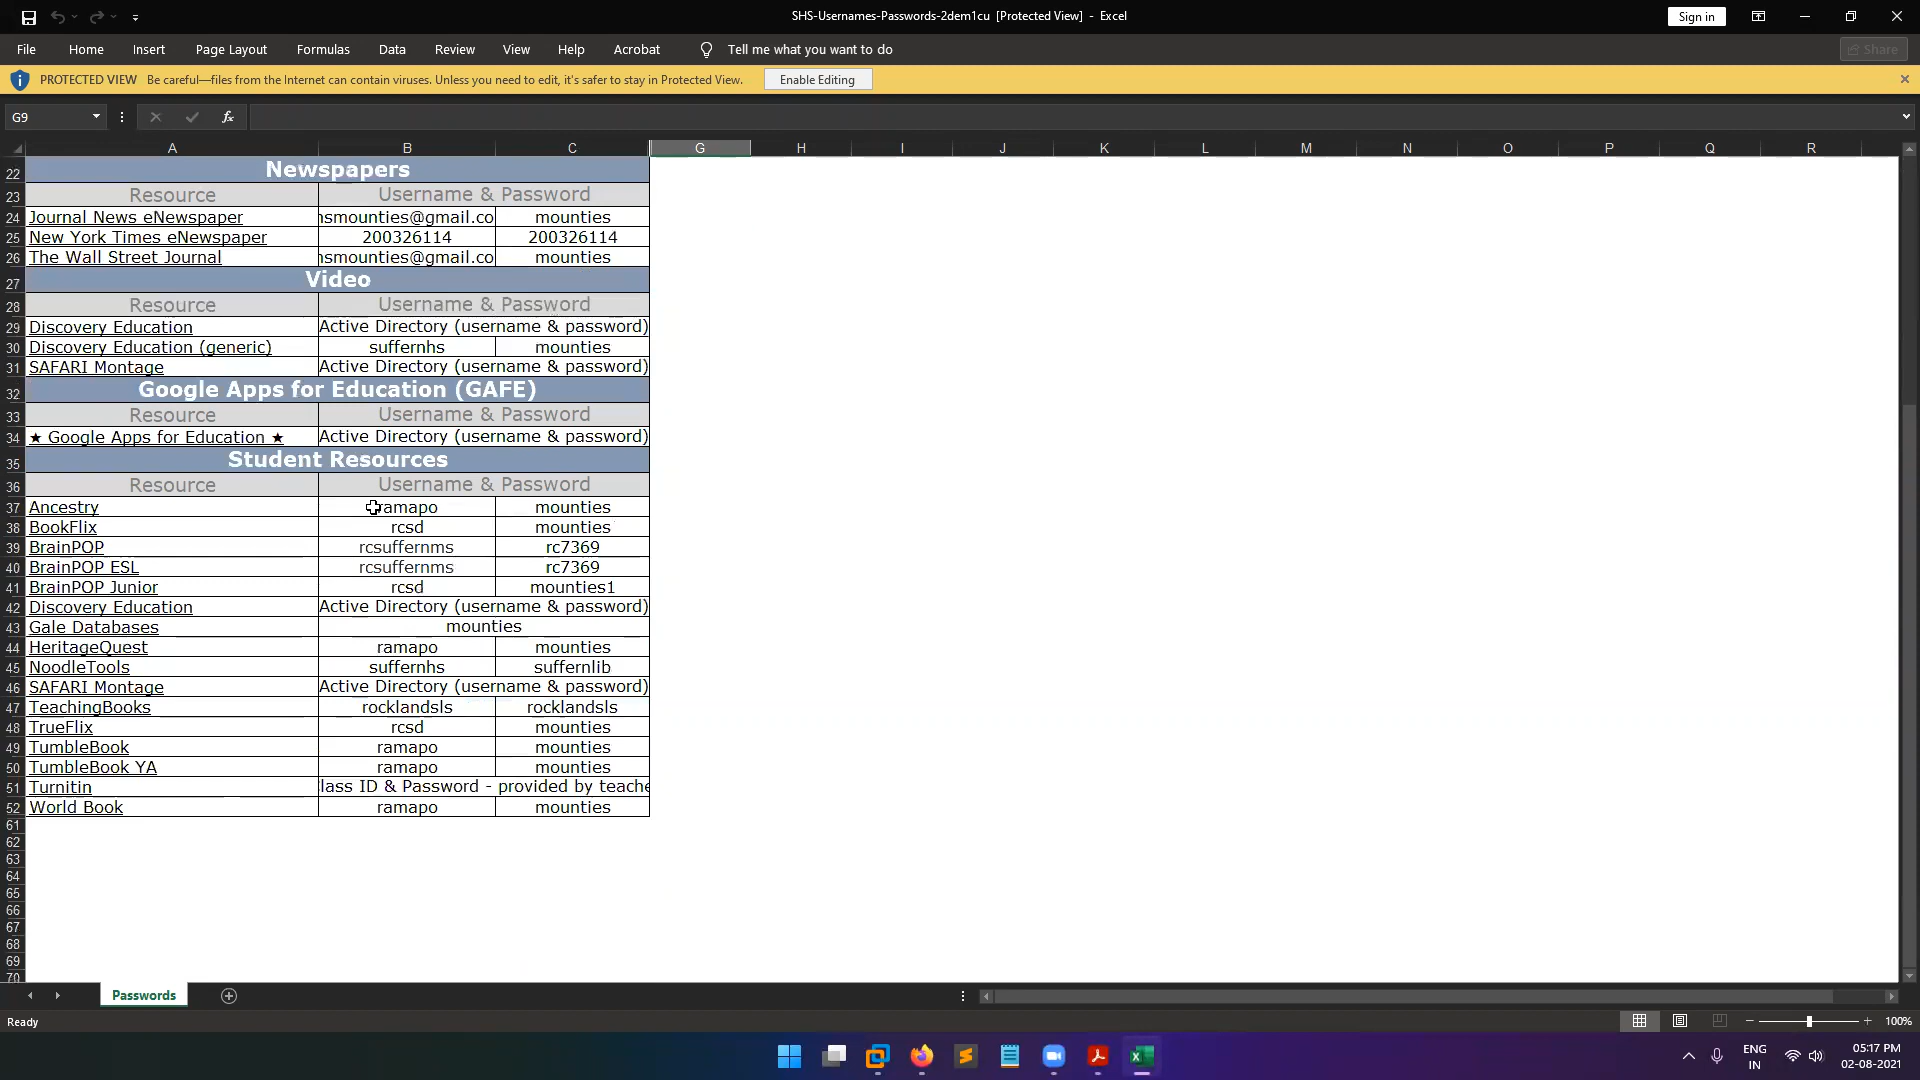 SHS-Usernames-Passwords-2dem1cu [Protected View] - Excel
Sign in
File Home Insert Page Layout Formulas Data Review View Help Acrobat Tell me what you want to do Share
PROTECTED VIEW Be careful—files from the Internet can contain viruses. Unless you need to edit, it's safer to stay in Protected View. Enable Editing
G9 fx
A B C G H I J K L M N O P Q R
22 Newspapers
23 Resource Username & Password
24 Journal News eNewspaper nsmounties@gmail.co mounties
25 New York Times eNewspaper 200326114 200326114
26 The Wall Street Journal nsmounties@gmail.co mounties
27 Video
28 Resource Username & Password
29 Discovery Education Active Directory (username & password)
30 Discovery Education (generic) suffernhs mounties
31 SAFARI Montage Active Directory (username & password)
32 Google Apps for Education (GAFE)
33 Resource Username & Password
34 ★ Google Apps for Education ★ Active Directory (username & password)
35 Student Resources
36 Resource Username & Password
37 Ancestry ramapo mounties
38 BookFlix rcsd mounties
39 BrainPOP rcsuffernms rc7369
40 BrainPOP ESL rcsuffernms rc7369
41 BrainPOP Junior rcsd mounties1
42 Discovery Education Active Directory (username & password)
43 Gale Databases mounties
44 HeritageQuest ramapo mounties
45 NoodleTools suffernhs suffernlib
46 SAFARI Montage Active Directory (username & password)
47 TeachingBooks rocklandsls rocklandsls
48 TrueFlix rcsd mounties
49 TumbleBook ramapo mounties
50 TumbleBook YA ramapo mounties
51 Turnitin lass ID & Password - provided by teache
52 World Book ramapo mounties
61
62
63
64
65
66
67
68
69
70
Passwords
Ready 100%
ENG 05:17 PM
IN 02-08-2021